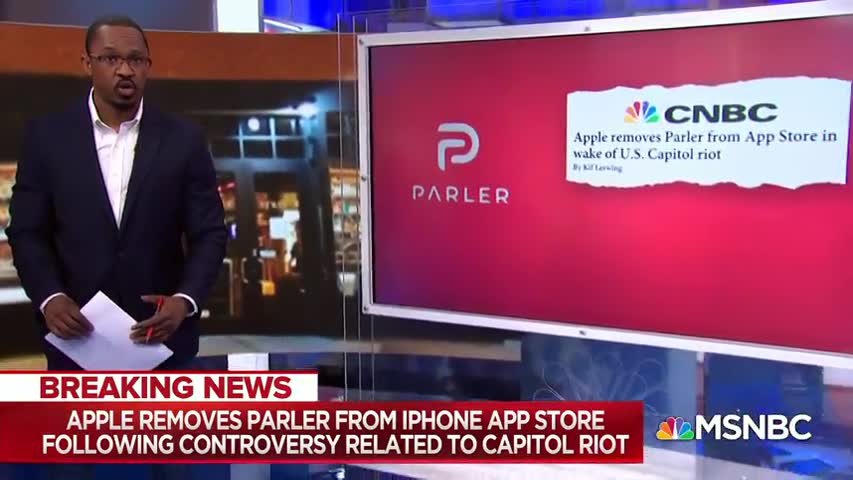 CNBC
Apple removes Parler from App Store in
wake of U.S. Capitol riot
By Kif Leswing
PARLER
BREAKING NEWS
APPLE REMOVES PARLER FROM IPHONE APP STORE
FOLLOWING CONTROVERSY RELATED TO CAPITOL RIOT
MSNBC